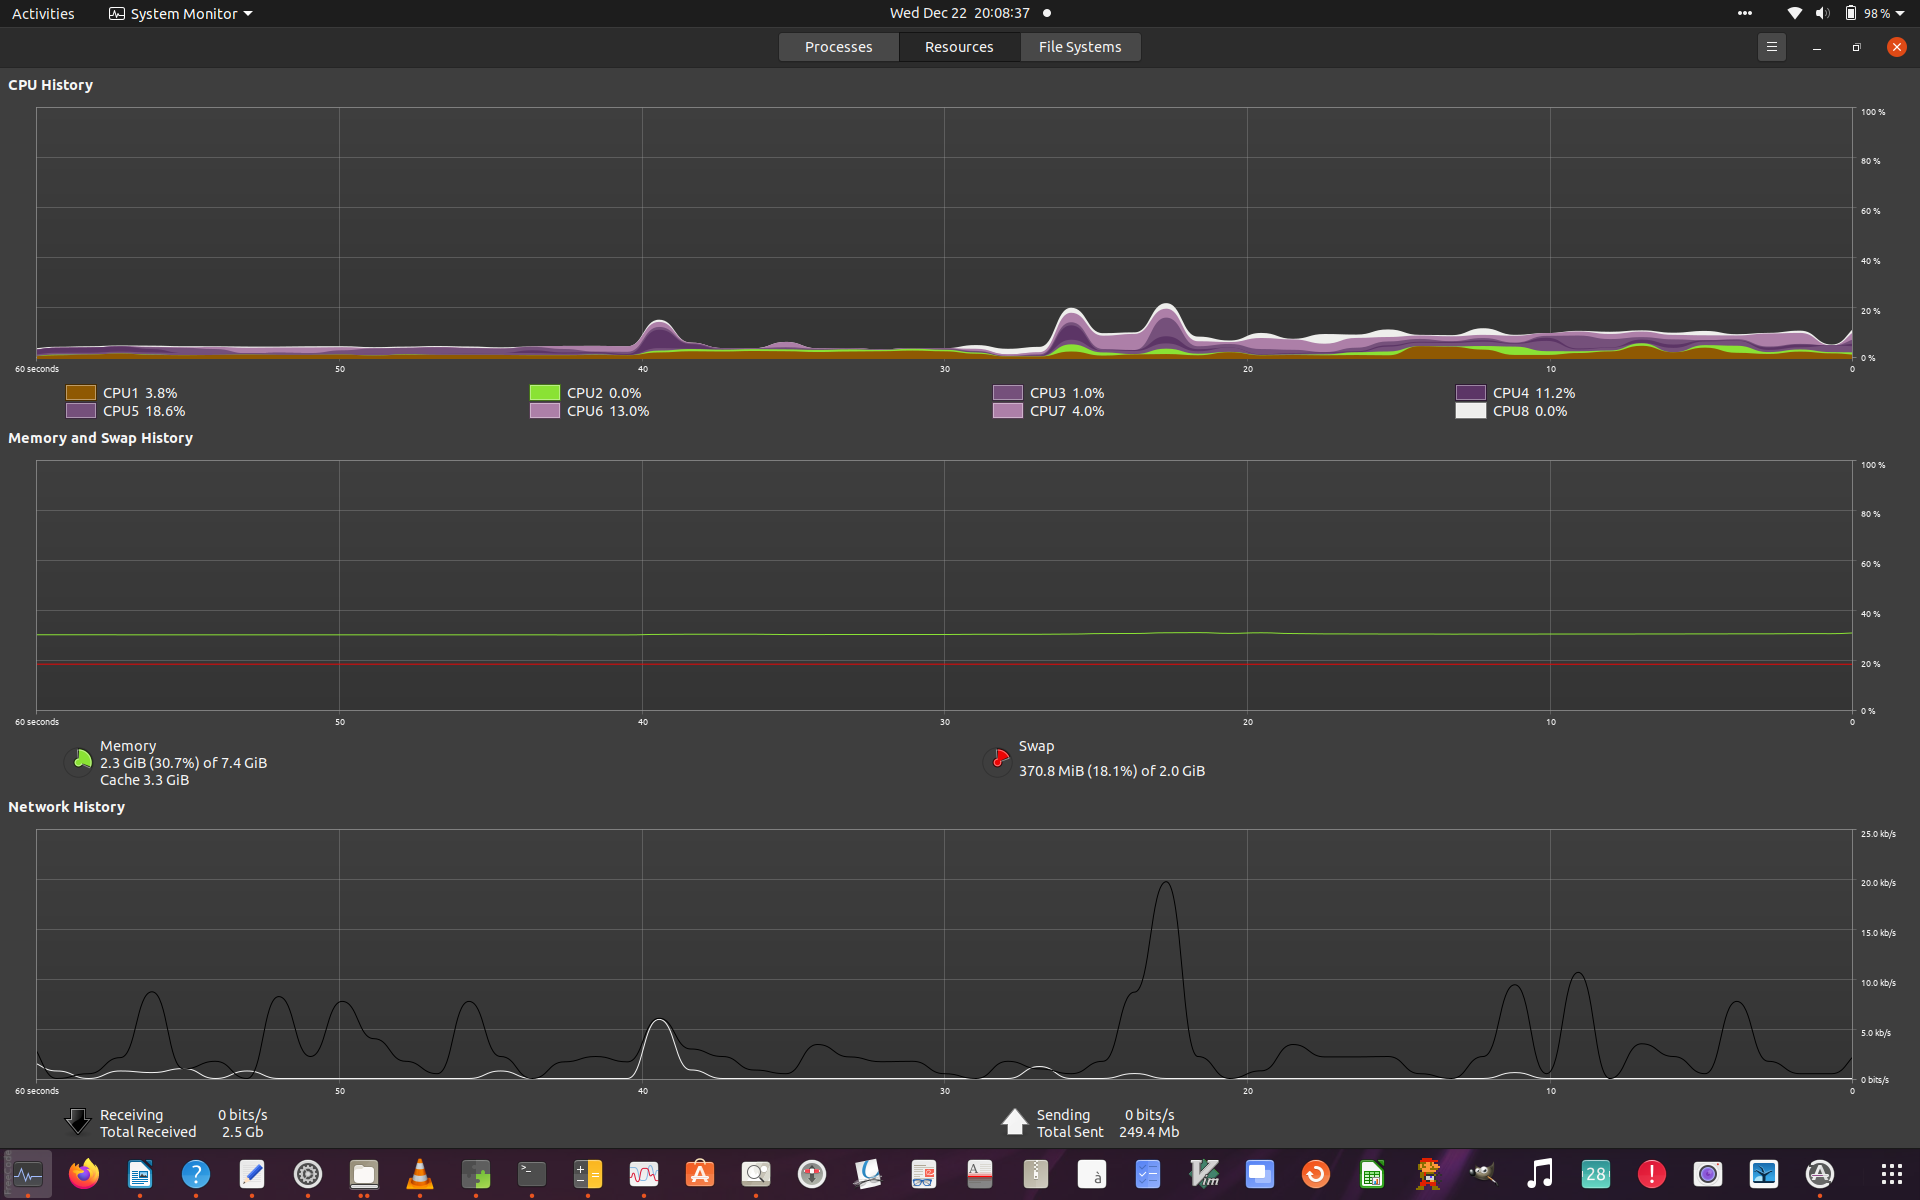 Activities System Monitor Wed Dec 22 20:08:37 98 %
Processes Resources File Systems
CPU History
100 %
80 %
60 %
40 %
20 %
0 %
60 seconds 50 40 30 20 10 0
CPU1 3.8% CPU2 0.0% CPU3 1.0% CPU4 11.2%
CPU5 18.6% CPU6 13.0% CPU7 4.0% CPU8 0.0%
Memory and Swap History
100 %
80 %
60 %
40 %
20 %
0 %
60 seconds 50 40 30 20 10 0
Memory
2.3 GiB (30.7%) of 7.4 GiB
Cache 3.3 GiB
Swap
370.8 MiB (18.1%) of 2.0 GiB
Network History
25.0 kb/s
20.0 kb/s
15.0 kb/s
10.0 kb/s
5.0 kb/s
0 bits/s
60 seconds 50 40 30 20 10 0
Receiving 0 bits/s
Total Received 2.5 Gb
Sending 0 bits/s
Total Sent 249.4 Mb
28